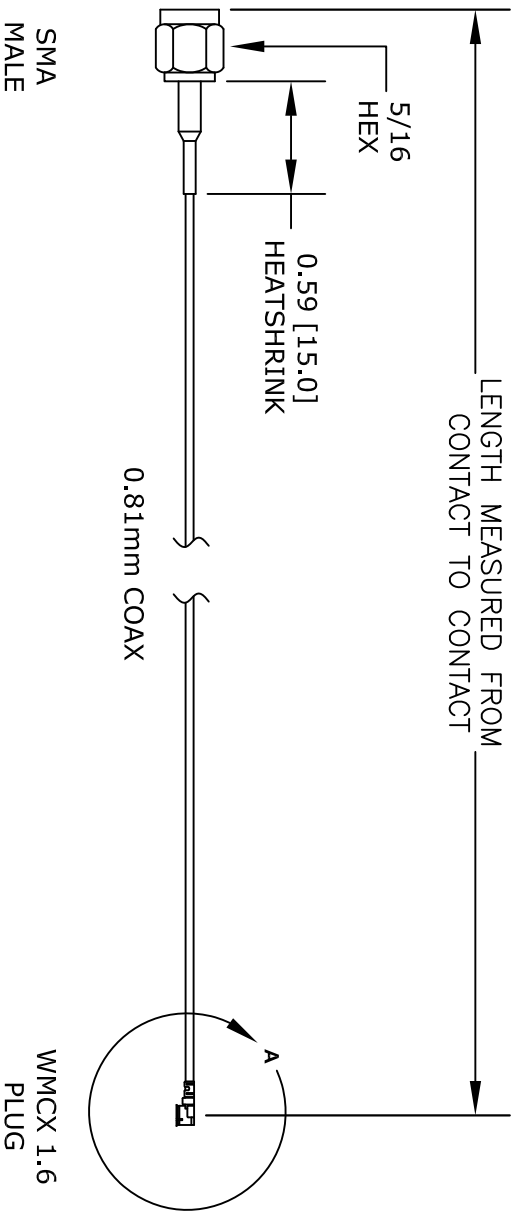 LENGTH MEASURED FROM
CONTACT TO CONTACT
5/16
HEX
0.59 [15.0]
HEATSHRINK
0.81mm COAX
A
SMA
MALE
WMCX 1.6
PLUG